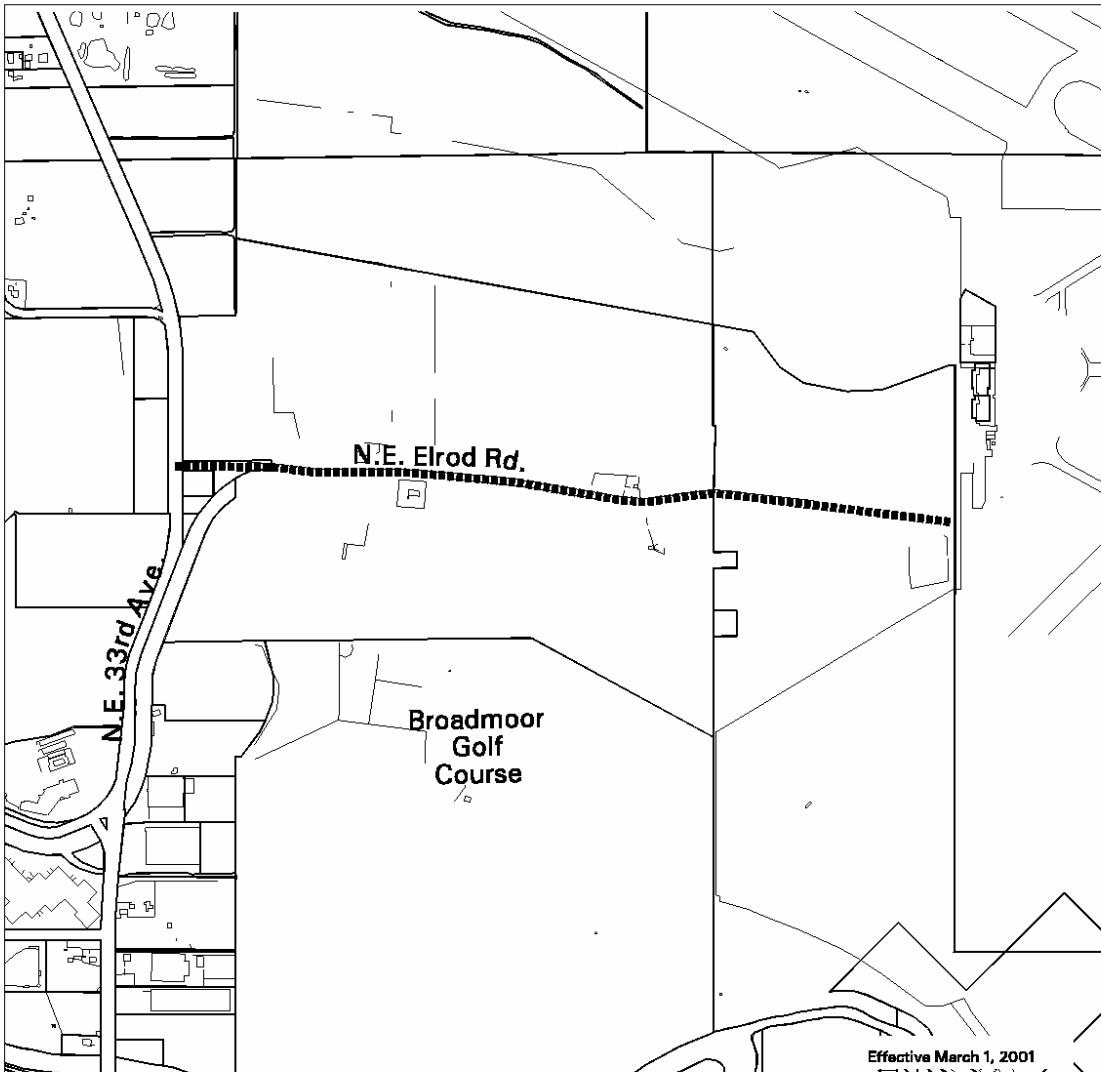 N.E. Elrod Rd.
N.E. 33rd Ave.
Broadmoor
Golf
Course
Effective March 1, 2001